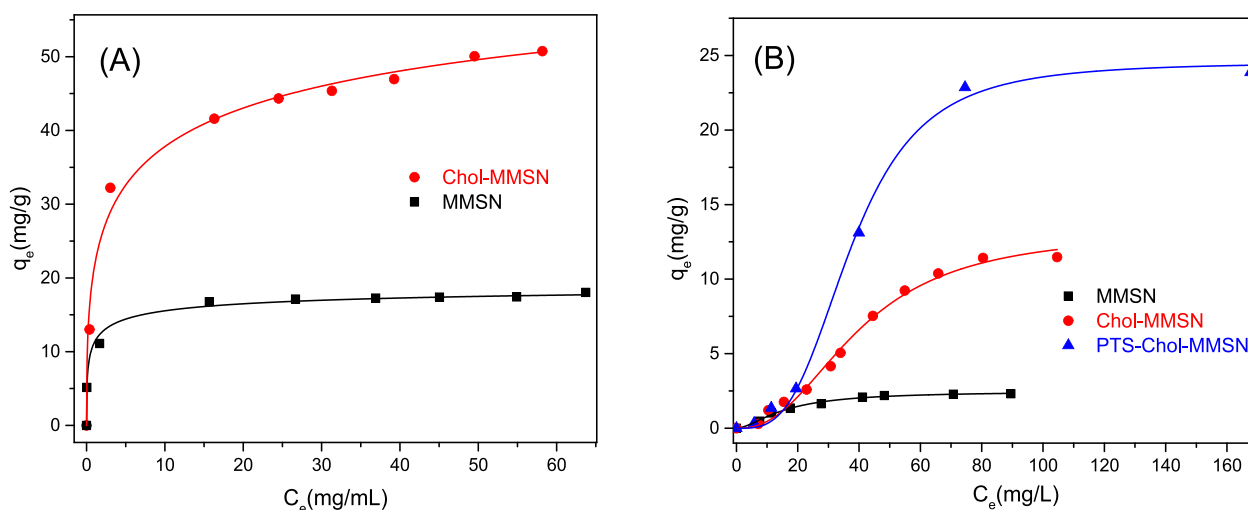 (A)
q_e(mg/g)
50
40
30
20
10
0
Chol-MMSN
MMSN
0 10 20 30 40 50 60
C_e(mg/mL)
(B)
q_e(mg/g)
25
20
15
10
5
0
MMSN
Chol-MMSN
PTS-Chol-MMSN
0 20 40 60 80 100 120 140 160
C_e(mg/L)